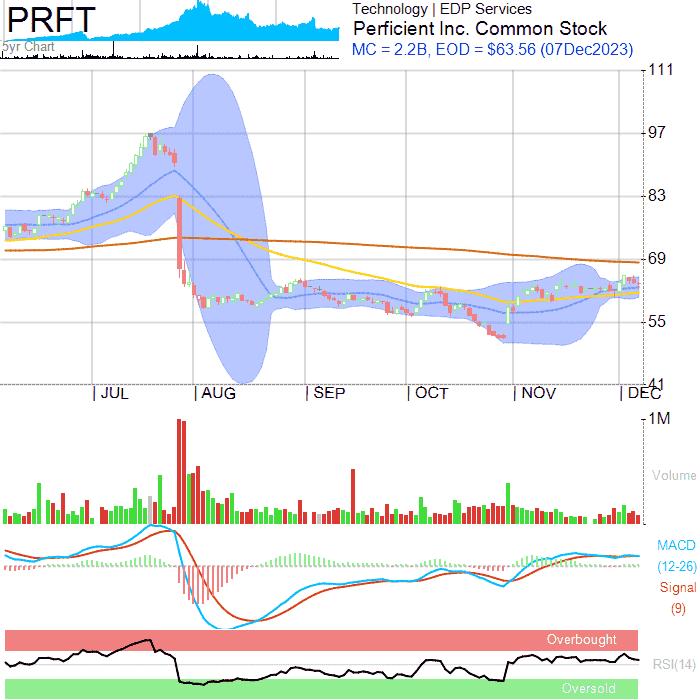 PRFT
5yr Chart
Technology | EDP Services
Perficient Inc. Common Stock
MC = 2.2B, EOD = $63.56 (07Dec2023)
111
97
83
69
55
41
JUL AUG SEP OCT NOV DEC
1M
Volume
MACD
(12-26)
Signal
(9)
Overbought
RSI(14)
Oversold